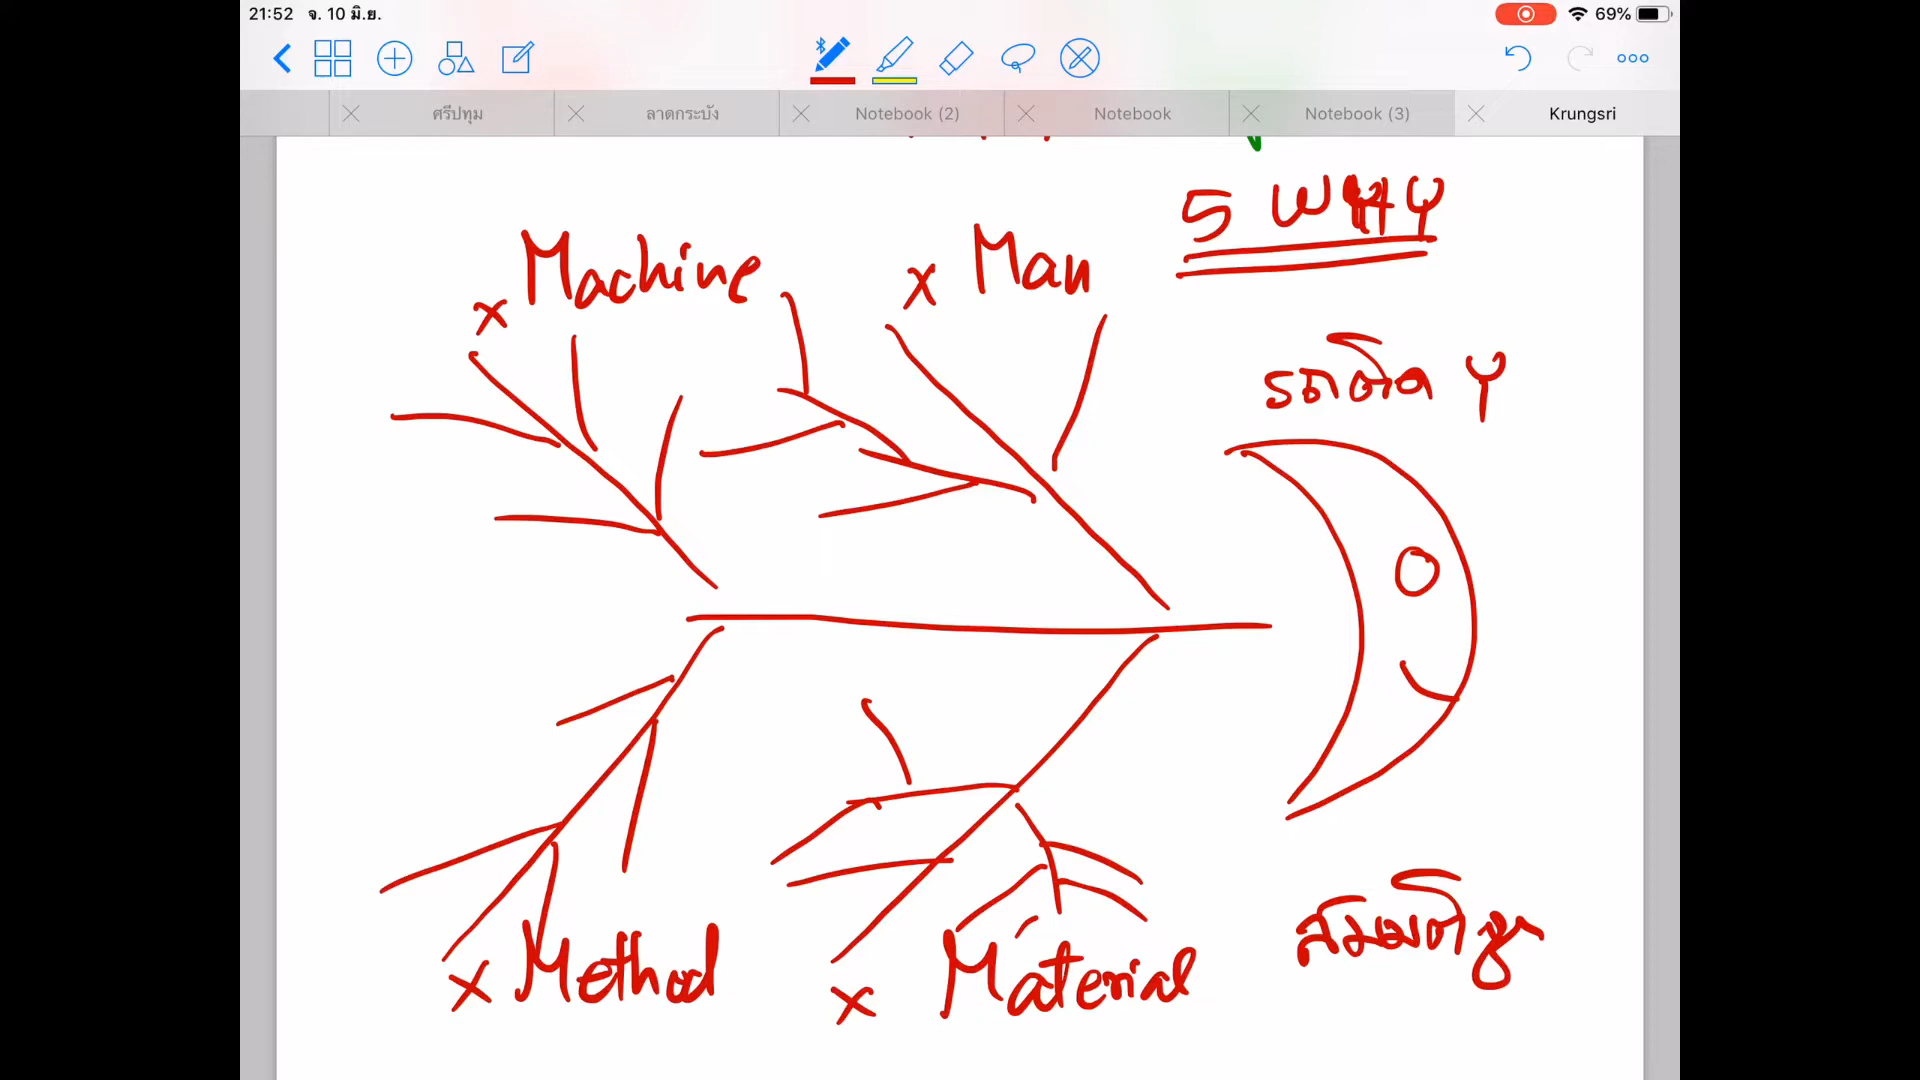 21:52 จ. 10 มิ.ย. 69%
ศรีปทุม ลาดกระบัง Notebook (2) Notebook Notebook (3) Krungsri
5 WHY
x Machine x Man
รถติด Y
x Method x Material
สมมติฐาน